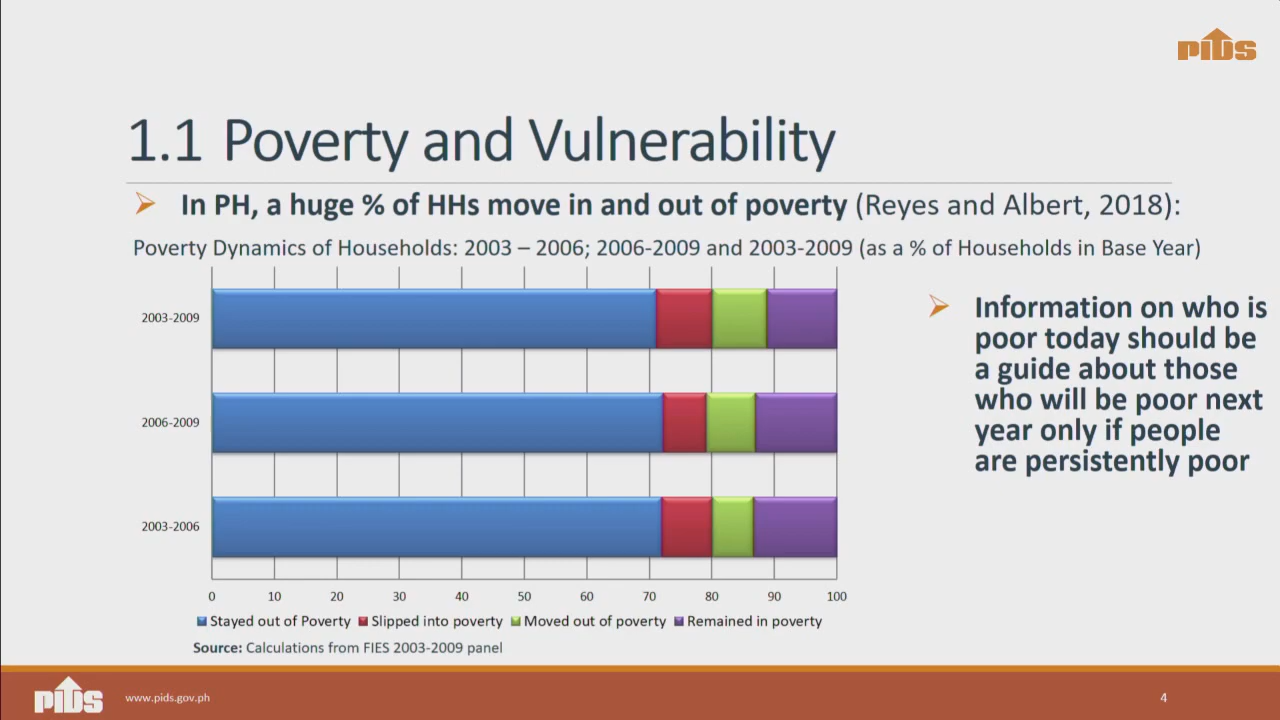 PIDS
1.1 Poverty and Vulnerability
➢ In PH, a huge % of HHs move in and out of poverty (Reyes and Albert, 2018):
Poverty Dynamics of Households: 2003 – 2006; 2006-2009 and 2003-2009 (as a % of Households in Base Year)
2003-2009
2006-2009
2003-2006
0 10 20 30 40 50 60 70 80 90 100
Stayed out of Poverty Slipped into poverty Moved out of poverty Remained in poverty
Source: Calculations from FIES 2003-2009 panel
➢ Information on who is
poor today should be
a guide about those
who will be poor next
year only if people
are persistently poor
PIDS
www.pids.gov.ph
4